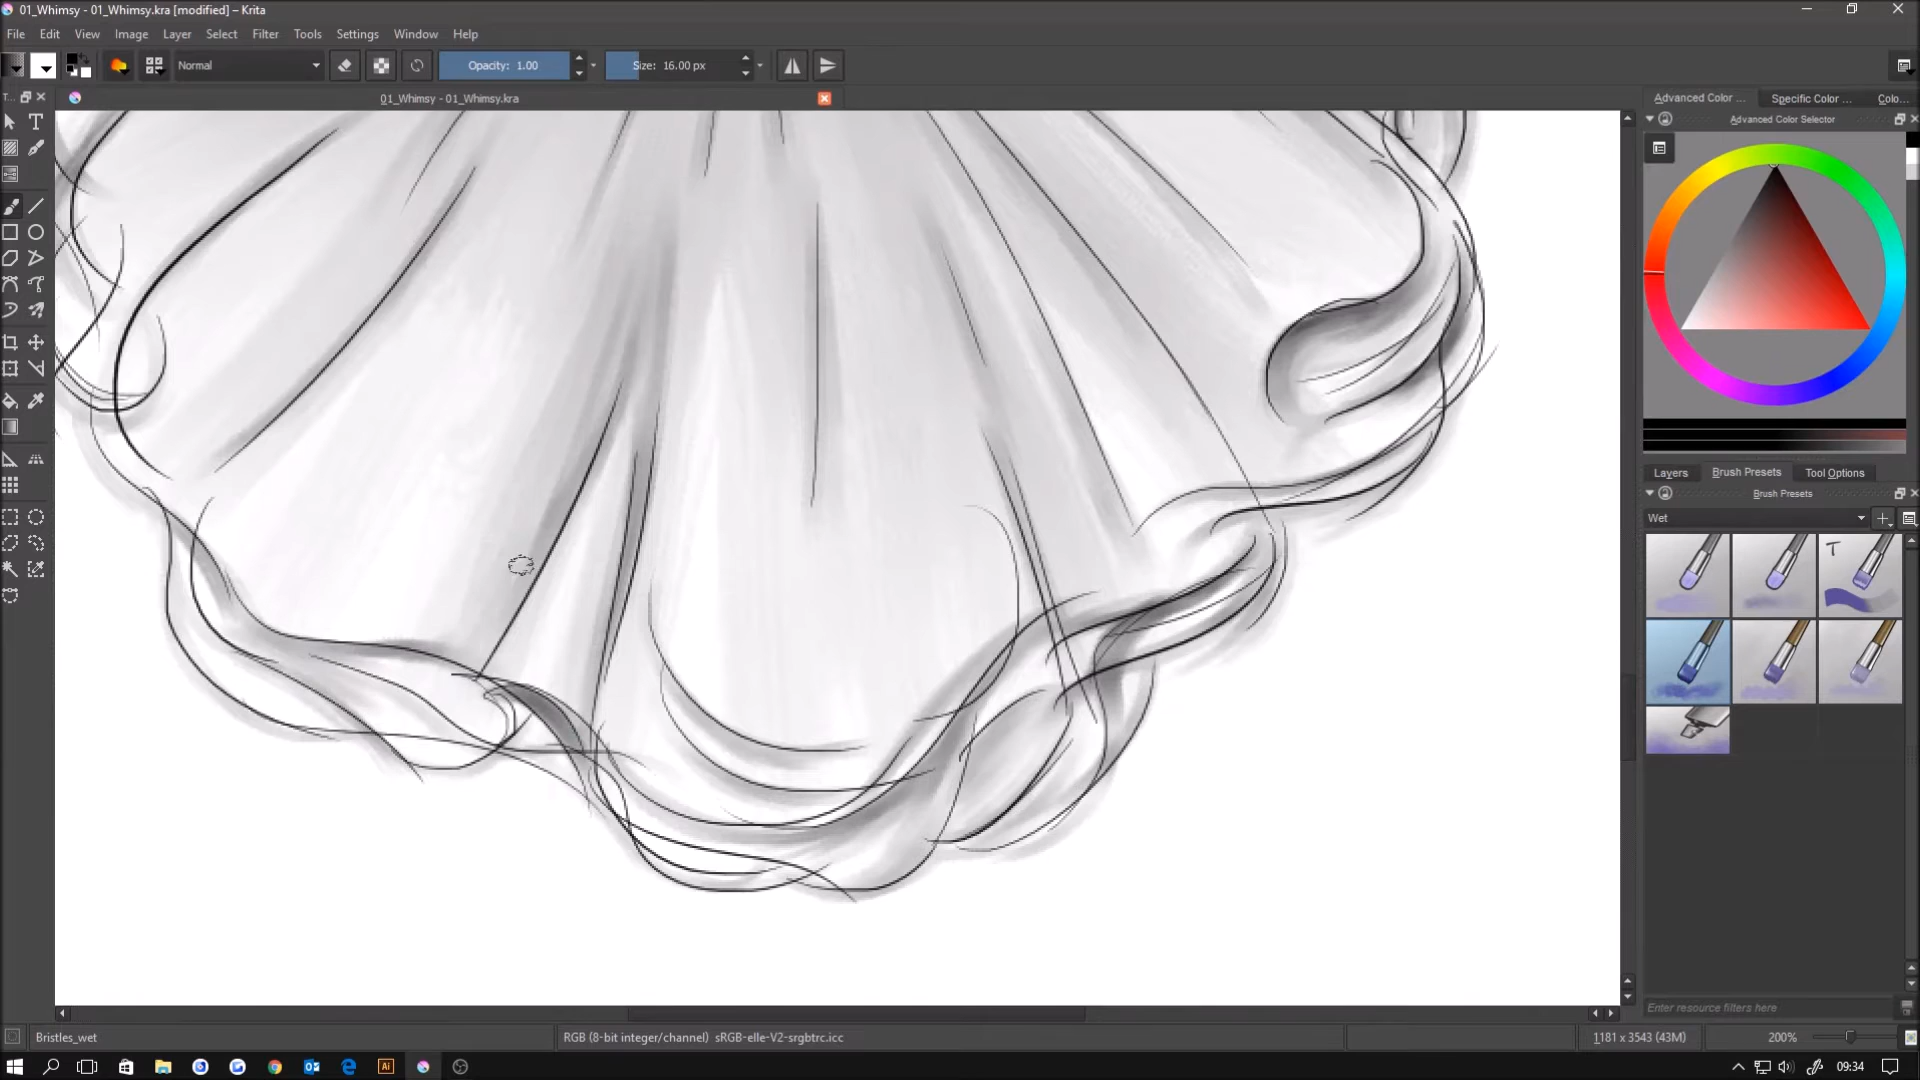 01_Whimsy - 01_Whimsy.kra [modified] – Krita
File Edit View Image Layer Select Filter Tools Settings Window Help
Normal Opacity: 1.00 Size: 16.00 px
T...
01_Whimsy - 01_Whimsy.kra
Advanced Color ... Specific Color ... Colo...
Advanced Color Selector
Layers Brush Presets Tool Options
Brush Presets
Wet
T
Enter resource filters here
Bristles_wet RGB (8-bit integer/channel) sRGB-elle-V2-srgbtrc.icc 1181 x 3543 (43M) 200%
Ai 09:34